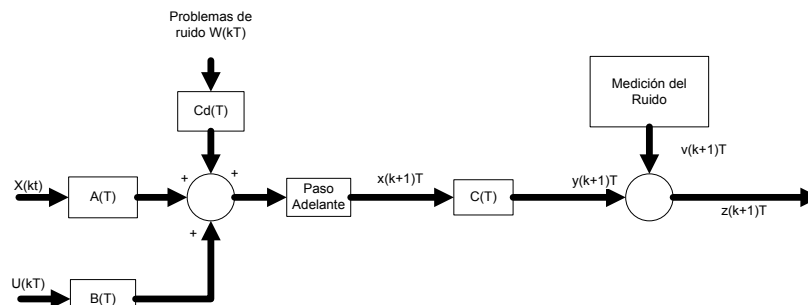 Problemas de
ruido W(kT)
Cd(T)
Medición del
Ruido
v(k+1)T
+
+
X(kt)
A(T)
Paso
Adelante
x(k+1)T
C(T)
y(k+1)T
z(k+1)T
+
U(kT)
B(T)